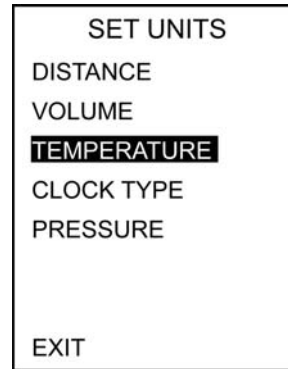 SET UNITS
DISTANCE
VOLUME
TEMPERATURE
CLOCK TYPE
PRESSURE
EXIT